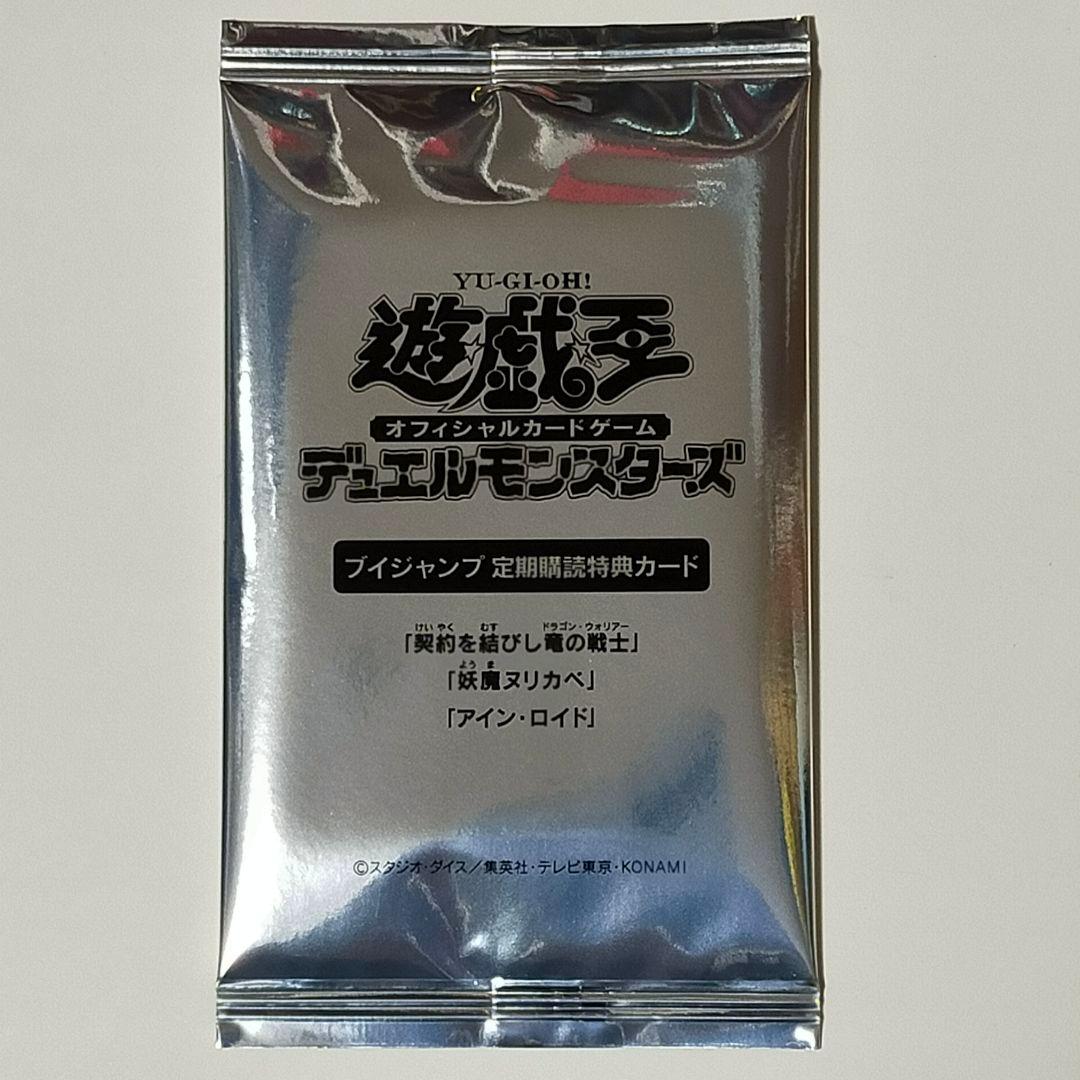 YU-GI-OH!
遊戯王
オフィシャルカードゲーム
デュエルモンスターズ
ブイジャンプ 定期購読特典カード
けいやく むす ドラゴン・ウォリアー
「契約を結びし竜の戦士」
ようま
「妖魔ヌリカベ」
「アイン・ロイド」
©スタジオ・ダイス／集英社・テレビ東京・KONAMI